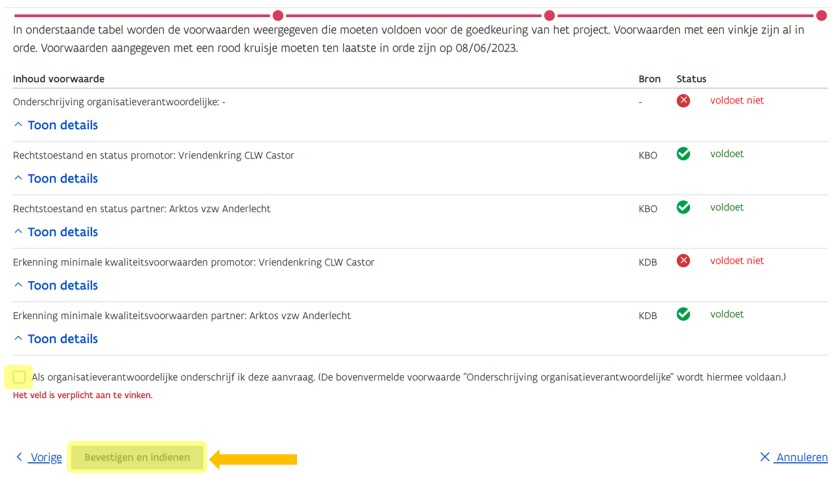 In onderstaande tabel worden de voorwaarden weergegeven die moeten voldoen voor de goedkeuring van het project. Voorwaarden met een vinkje zijn al in
orde. Voorwaarden aangegeven met een rood kruisje moeten ten laatste in orde zijn op 08/06/2023.
Inhoud voorwaarde Bron Status
Onderschrijving organisatieverantwoordelijke: - - voldoet niet
Toon details
Rechtstoestand en status promotor: Vriendenkring CLW Castor KBO voldoet
Toon details
Rechtstoestand en status partner: Arktos vzw Anderlecht KBO voldoet
Toon details
Erkenning minimale kwaliteitsvoorwaarden promotor: Vriendenkring CLW Castor KDB voldoet niet
Toon details
Erkenning minimale kwaliteitsvoorwaarden partner: Arktos vzw Anderlecht KDB voldoet
Toon details
Als organisatieverantwoordelijke onderschrijf ik deze aanvraag. (De bovenvermelde voorwaarde "Onderschrijving organisatieverantwoordelijke" wordt hiermee voldaan.)
Het veld is verplicht aan te vinken.
Vorige Bevestigen en indienen Annuleren